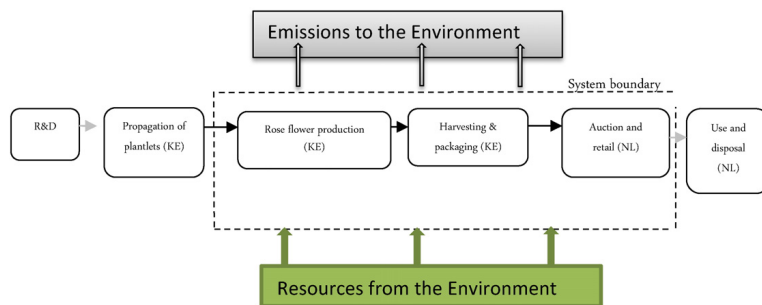 Emissions to the Environment
System boundary
R&D
Propagation of
plantlets (KE)
Rose flower production
(KE)
Harvesting &
packaging (KE)
Auction and
retail (NL)
Use and
disposal
(NL)
Resources from the Environment